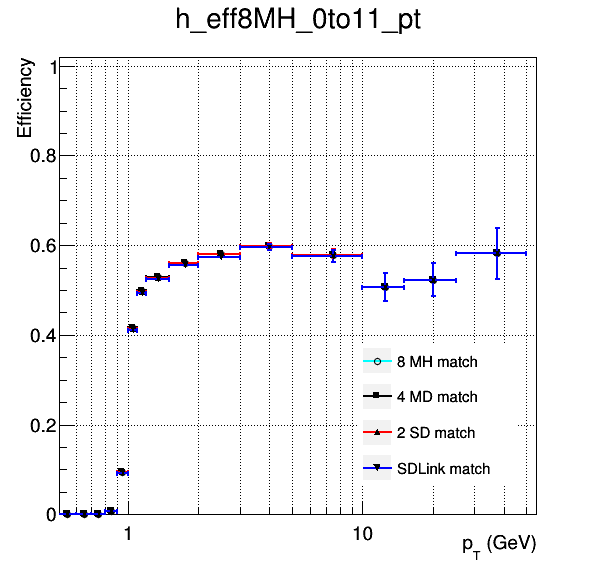 h_eff8MH_0to11_pt
Efficiency
1
0.8
0.6
0.4
0.2
0
8 MH match
4 MD match
2 SD match
SDLink match
1
10
pT (GeV)